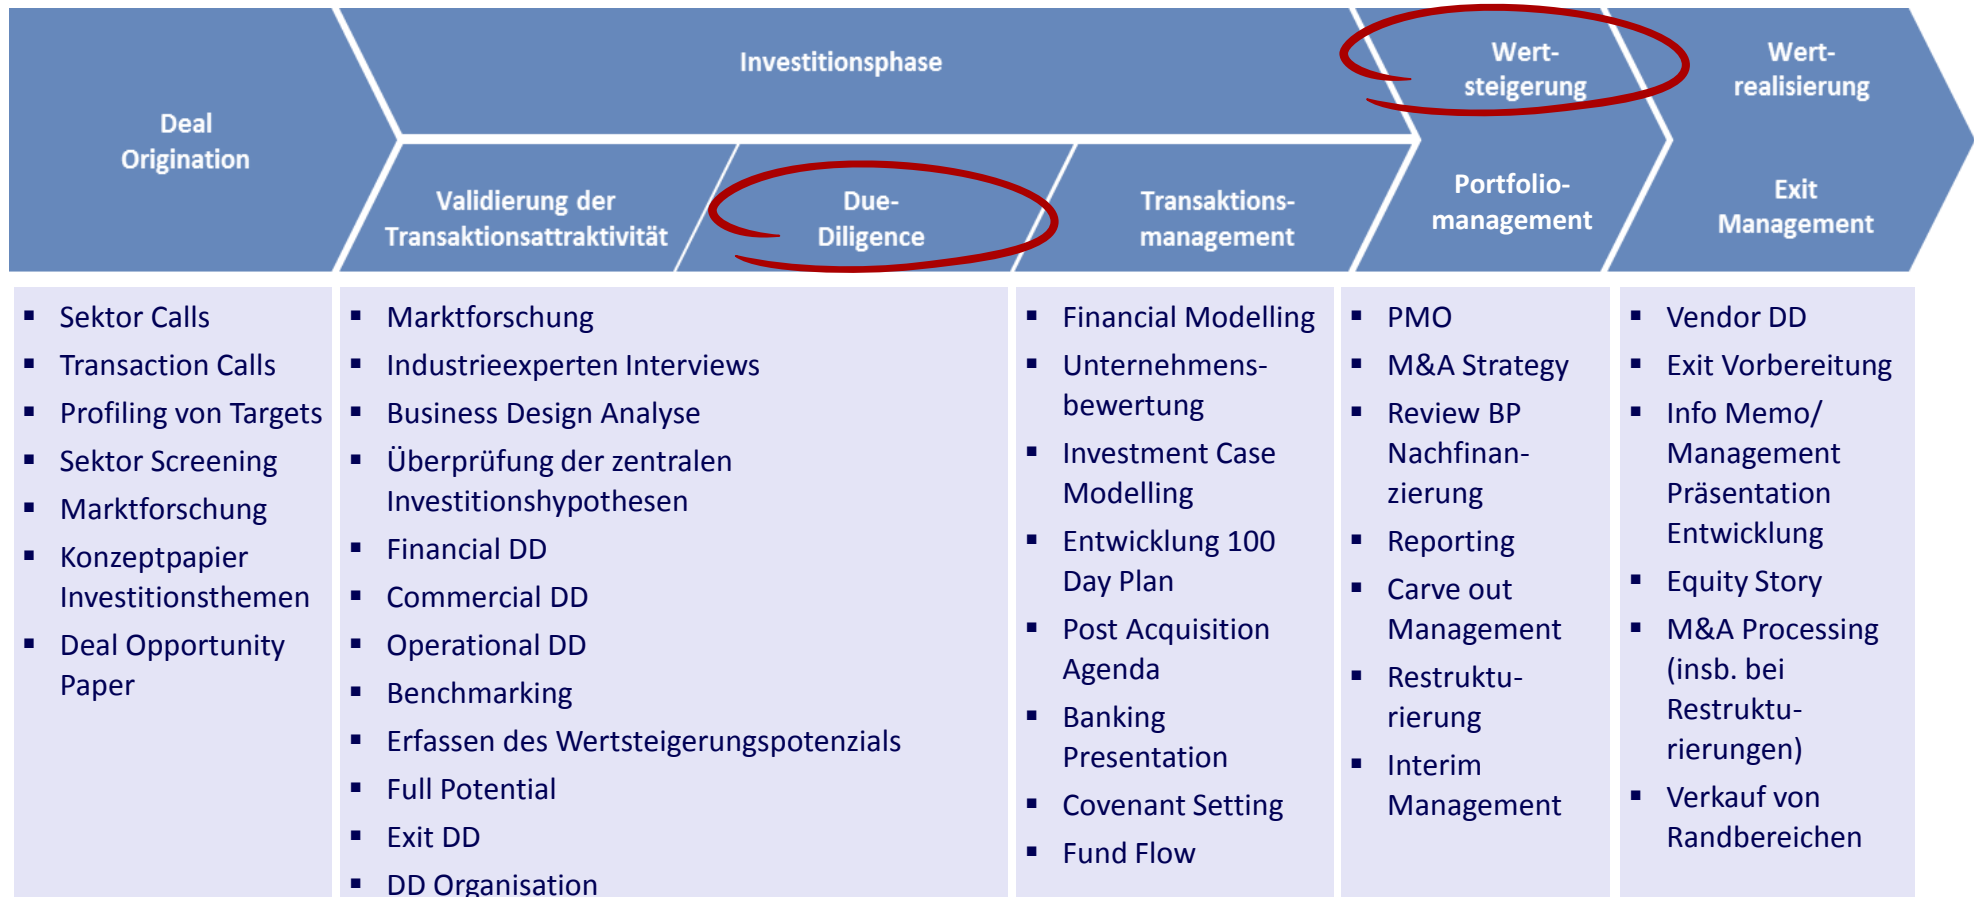 Deal
Origination
Investitionsphase
Validierung der
Transaktionsattraktivität
Due-
Diligence
Transaktions-
management
Wert-
steigerung
Portfolio-
management
Wert-
realisierung
Exit
Management
▪ Sektor Calls
▪ Transaction Calls
▪ Profiling von Targets
▪ Sektor Screening
▪ Marktforschung
▪ Konzeptpapier
Investitionsthemen
▪ Deal Opportunity
Paper
▪ Marktforschung
▪ Industrieexperten Interviews
▪ Business Design Analyse
▪ Überprüfung der zentralen
Investitionshypothesen
▪ Financial DD
▪ Commercial DD
▪ Operational DD
▪ Benchmarking
▪ Erfassen des Wertsteigerungspotenzials
▪ Full Potential
▪ Exit DD
▪ DD Organisation
▪ Financial Modelling
▪ Unternehmens-
bewertung
▪ Investment Case
Modelling
▪ Entwicklung 100
Day Plan
▪ Post Acquisition
Agenda
▪ Banking
Presentation
▪ Covenant Setting
▪ Fund Flow
▪ PMO
▪ M&A Strategy
▪ Review BP
Nachfinan-
zierung
▪ Reporting
▪ Carve out
Management
▪ Restruktu-
rierung
▪ Interim
Management
▪ Vendor DD
▪ Exit Vorbereitung
▪ Info Memo/
Management
Präsentation
Entwicklung
▪ Equity Story
▪ M&A Processing
(insb. bei
Restruktu-
rierungen)
▪ Verkauf von
Randbereichen